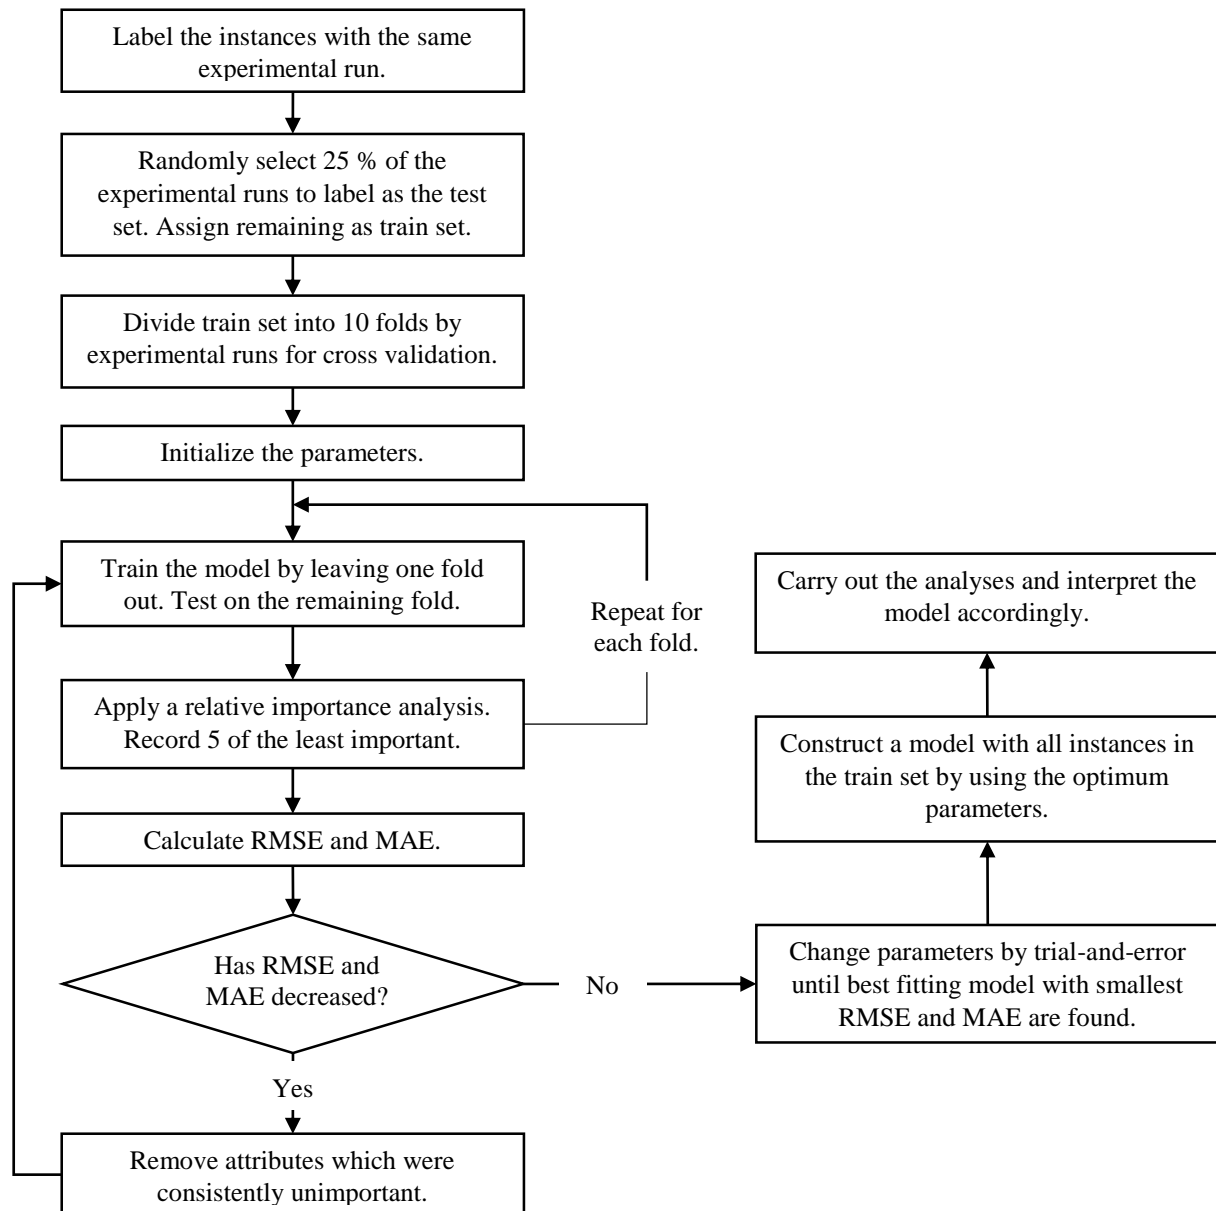 Label the instances with the same
experimental run.
Randomly select 25 % of the
experimental runs to label as the test
set. Assign remaining as train set.
Divide train set into 10 folds by
experimental runs for cross validation.
Initialize the parameters.
Train the model by leaving one fold
out. Test on the remaining fold.
Repeat for
each fold.
Apply a relative importance analysis.
Record 5 of the least important.
Calculate RMSE and MAE.
Has RMSE and
MAE decreased?
No
Yes
Remove attributes which were
consistently unimportant.
Change parameters by trial-and-error
until best fitting model with smallest
RMSE and MAE are found.
Construct a model with all instances in
the train set by using the optimum
parameters.
Carry out the analyses and interpret the
model accordingly.